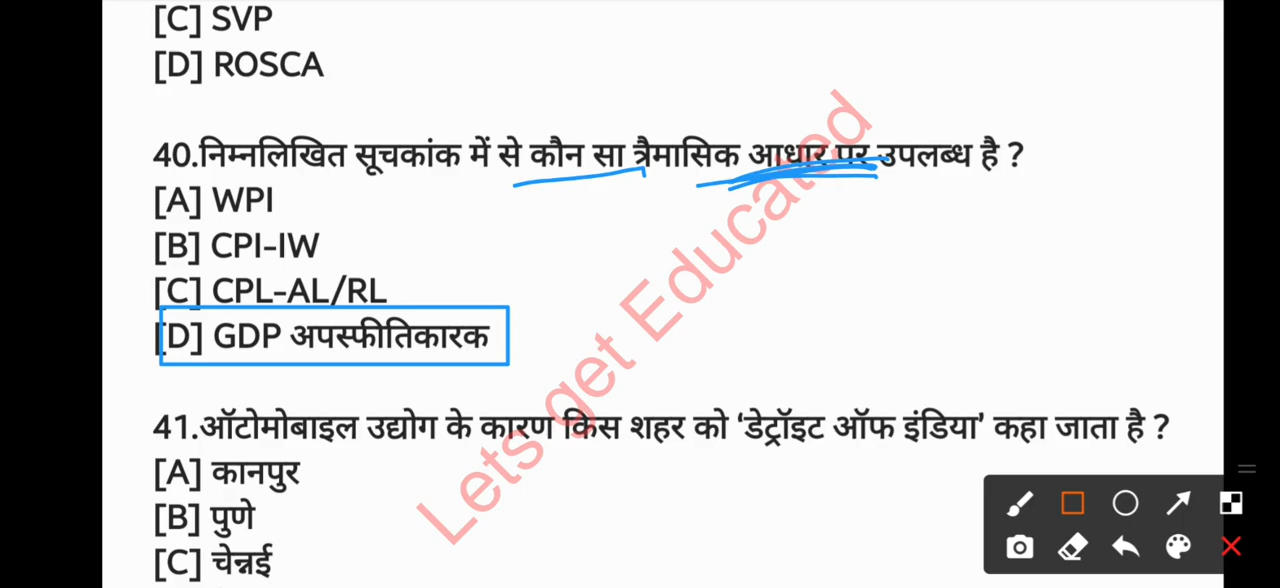 [C] SVP
[D] ROSCA
40.निम्नलिखित सूचकांक में से कौन सा त्रैमासिक आधार पर उपलब्ध है ?
[A] WPI
[B] CPI-IW
[C] CPL-AL/RL
[D] GDP अपस्फीतिकारक
41.ऑटोमोबाइल उद्योग के कारण किस शहर को ‘डेट्रॉइट ऑफ इंडिया’ कहा जाता है ?
[A] कानपुर
[B] पुणे
[C] चेन्नई
Lets get Educated